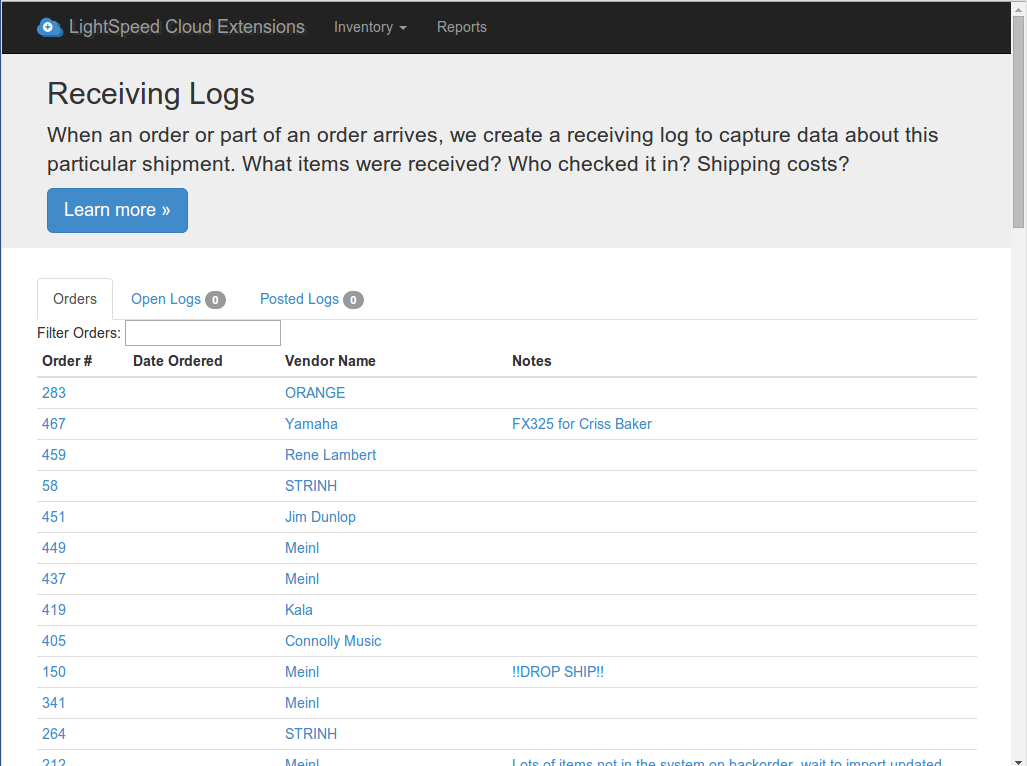 LightSpeed Cloud Extensions Inventory Reports
Receiving Logs
When an order or part of an order arrives, we create a receiving log to capture data about this
particular shipment. What items were received? Who checked it in? Shipping costs?
Learn more »
Orders Open Logs 0 Posted Logs 0
Filter Orders:
Order # Date Ordered Vendor Name Notes
283 ORANGE
467 Yamaha FX325 for Criss Baker
459 Rene Lambert
58 STRINH
451 Jim Dunlop
449 Meinl
437 Meinl
419 Kala
405 Connolly Music
150 Meinl !!DROP SHIP!!
341 Meinl
264 STRINH
212 Meinl Lots of items not in the system on backorder, wait to import updated